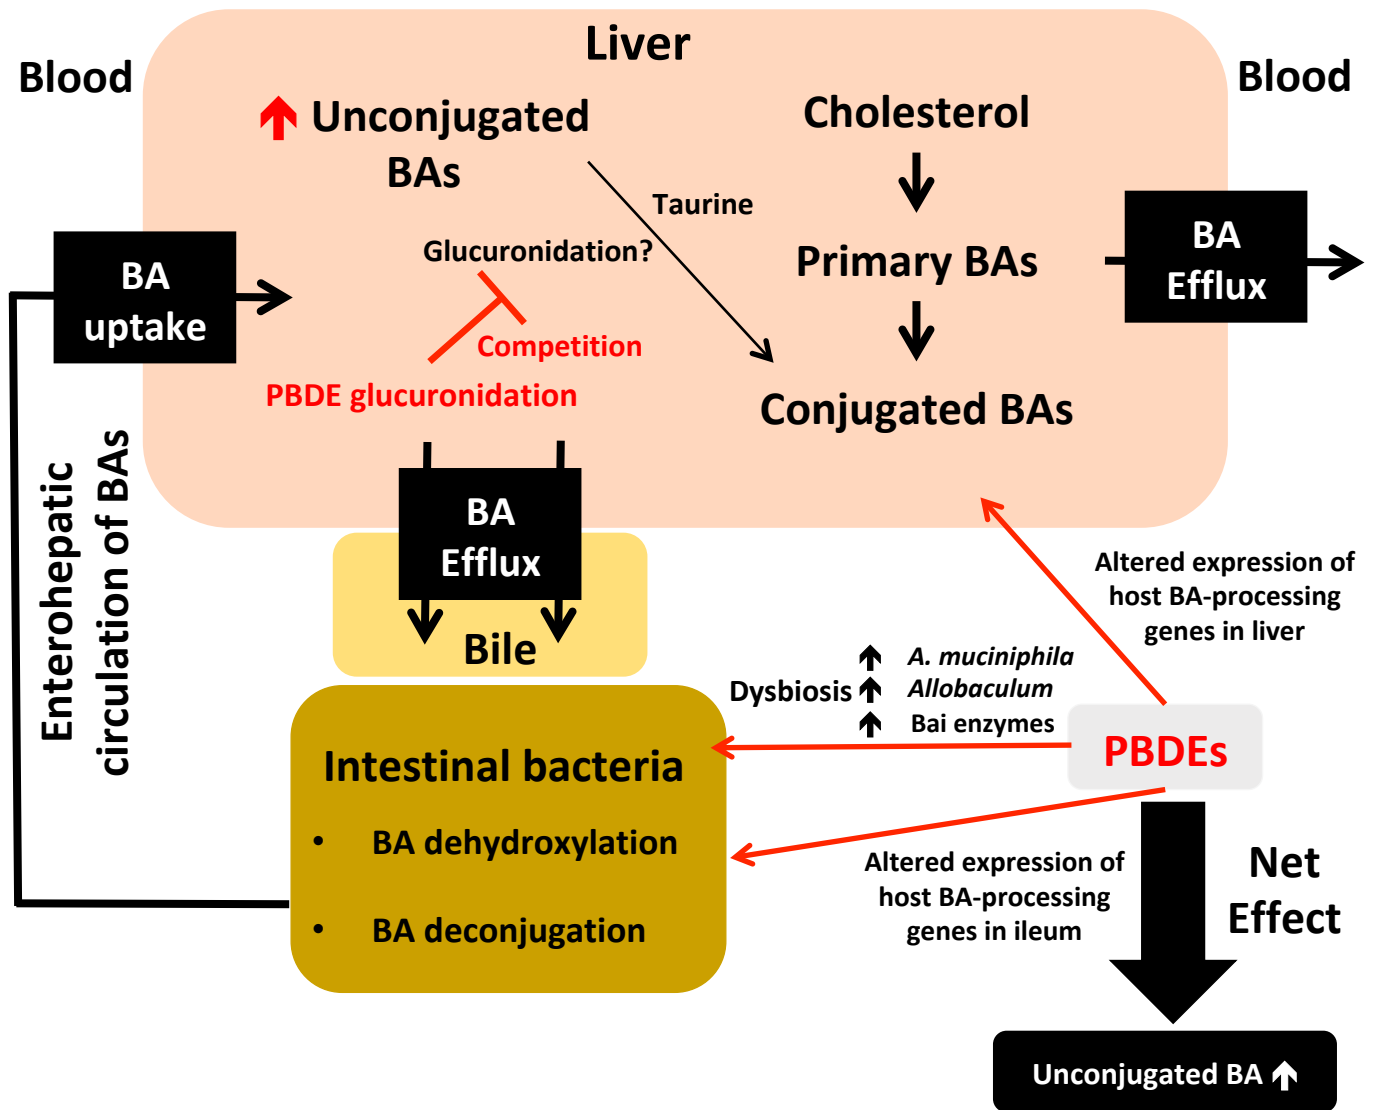 Liver
Blood
Blood
Unconjugated
BAs
Cholesterol
Taurine
Glucuronidation?
Primary BAs
BA
Efflux
BA
uptake
Competition
PBDE glucuronidation
Conjugated BAs
Enterohepatic
circulation of BAs
BA
Efflux
Bile
Altered expression of
host BA-processing
genes in liver
Dysbiosis
A. muciniphila
Allobaculum
Bai enzymes
PBDEs
Intestinal bacteria
• BA dehydroxylation
• BA deconjugation
Altered expression of
host BA-processing
genes in ileum
Net
Effect
Unconjugated BA